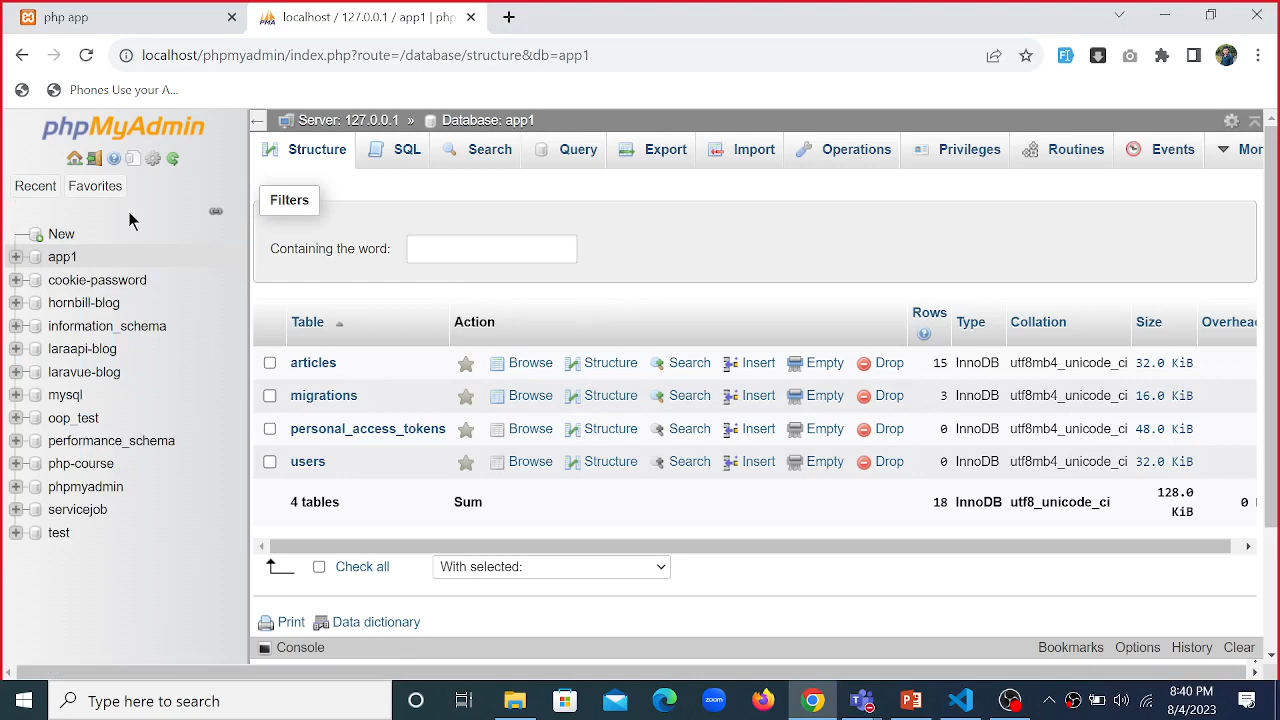 php app
localhost / 127.0.0.1 / app1 | php
localhost/phpmyadmin/index.php?route=/database/structure&db=app1
Phones Use your A...
phpMyAdmin
Recent
Favorites
New
app1
cookie-password
hornbill-blog
information_schema
laraapi-blog
laravue-blog
mysql
oop_test
performance_schema
php-course
phpmyadmin
servicejob
test
Server: 127.0.0.1 » Database: app1
Structure SQL Search Query Export Import Operations Privileges Routines Events Mor
Filters
Containing the word:
Table Action Rows Type Collation Size Overhea
articles Browse Structure Search Insert Empty Drop 15 InnoDB utf8mb4_unicode_ci 32.0 KiB
migrations Browse Structure Search Insert Empty Drop 3 InnoDB utf8mb4_unicode_ci 16.0 KiB
personal_access_tokens Browse Structure Search Insert Empty Drop 0 InnoDB utf8mb4_unicode_ci 48.0 KiB
users Browse Structure Search Insert Empty Drop 0 InnoDB utf8mb4_unicode_ci 32.0 KiB
4 tables Sum 18 InnoDB utf8_unicode_ci 128.0 KiB 0
Check all With selected:
Print Data dictionary
Console Bookmarks Options History Clear
Type here to search
zoom
8:40 PM
8/4/2023